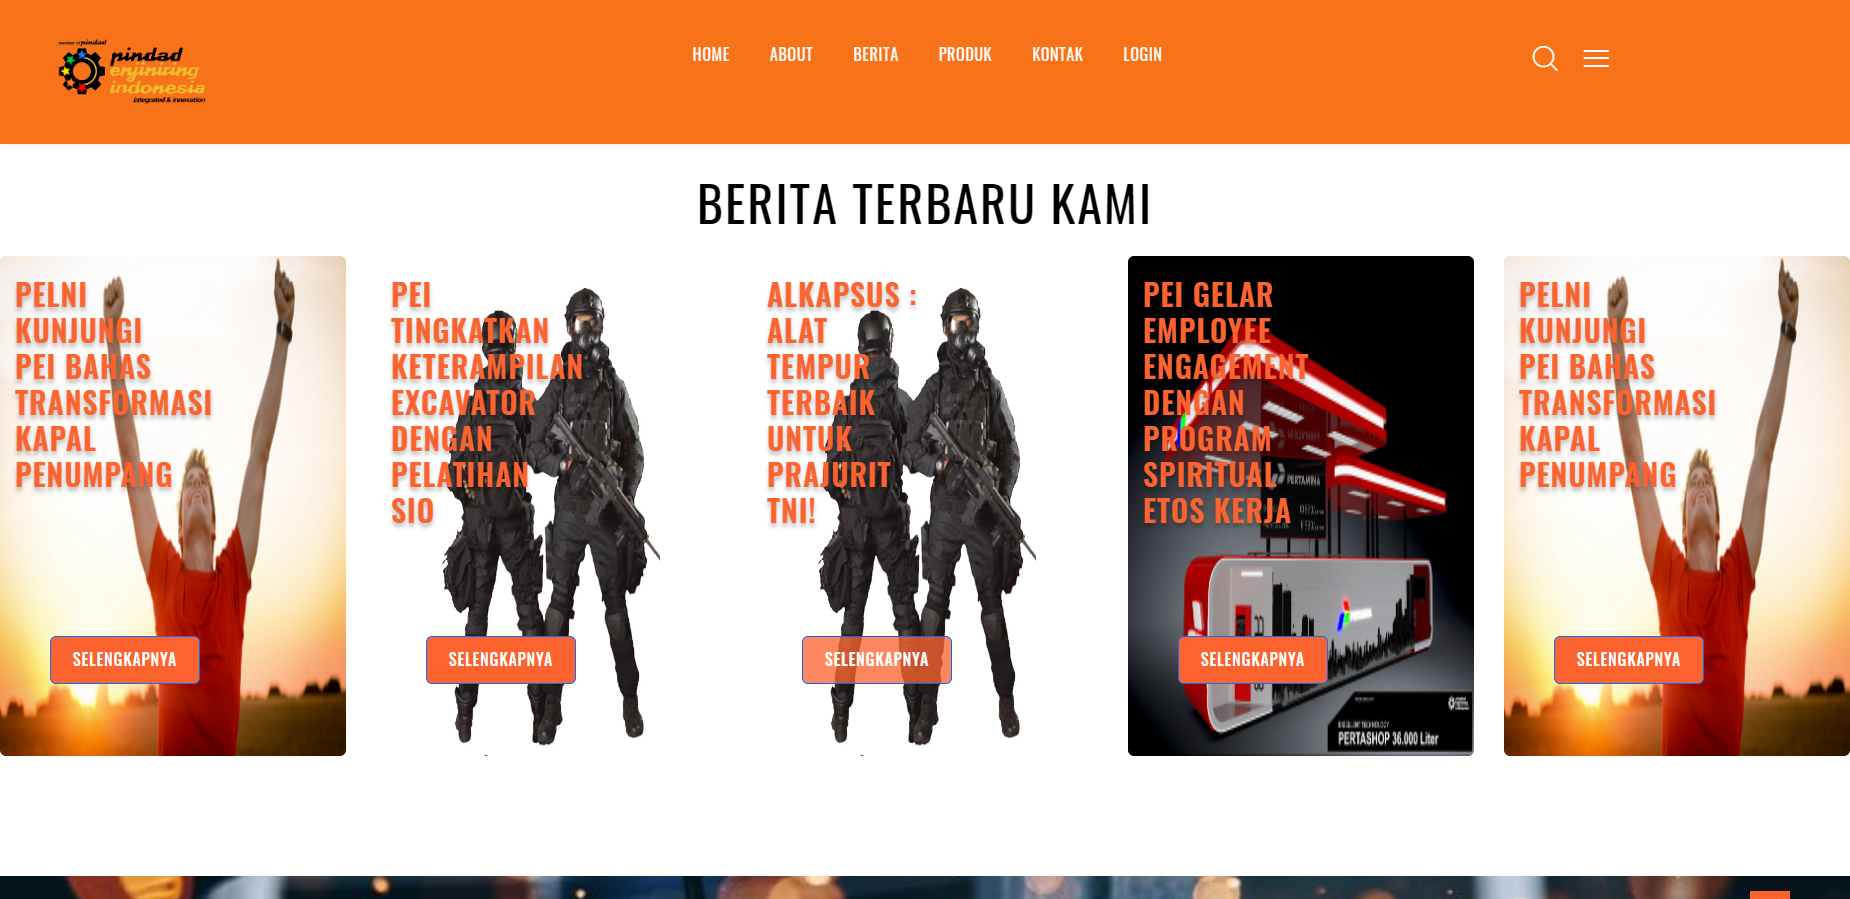 member of pindad
pindad
enjiniring
indonesia
integrated & innovation
HOME
ABOUT
BERITA
PRODUK
KONTAK
LOGIN
BERITA TERBARU KAMI
PELNI
KUNJUNGI
PEI BAHAS
TRANSFORMASI
KAPAL
PENUMPANG
SELENGKAPNYA
PEI
TINGKATKAN
KETERAMPILAN
EXCAVATOR
DENGAN
PELATIHAN
SIO
SELENGKAPNYA
ALKAPSUS :
ALAT
TEMPUR
TERBAIK
UNTUK
PRAJURIT
TNI!
SELENGKAPNYA
PEI GELAR
EMPLOYEE
ENGAGEMENT
DENGAN
PROGRAM
SPIRITUAL
ETOS KERJA
PERTAMINA
SELENGKAPNYA
EXCELLENT TECHNOLOGY
PERTASHOP 36.000 Liter
PELNI
KUNJUNGI
PEI BAHAS
TRANSFORMASI
KAPAL
PENUMPANG
SELENGKAPNYA